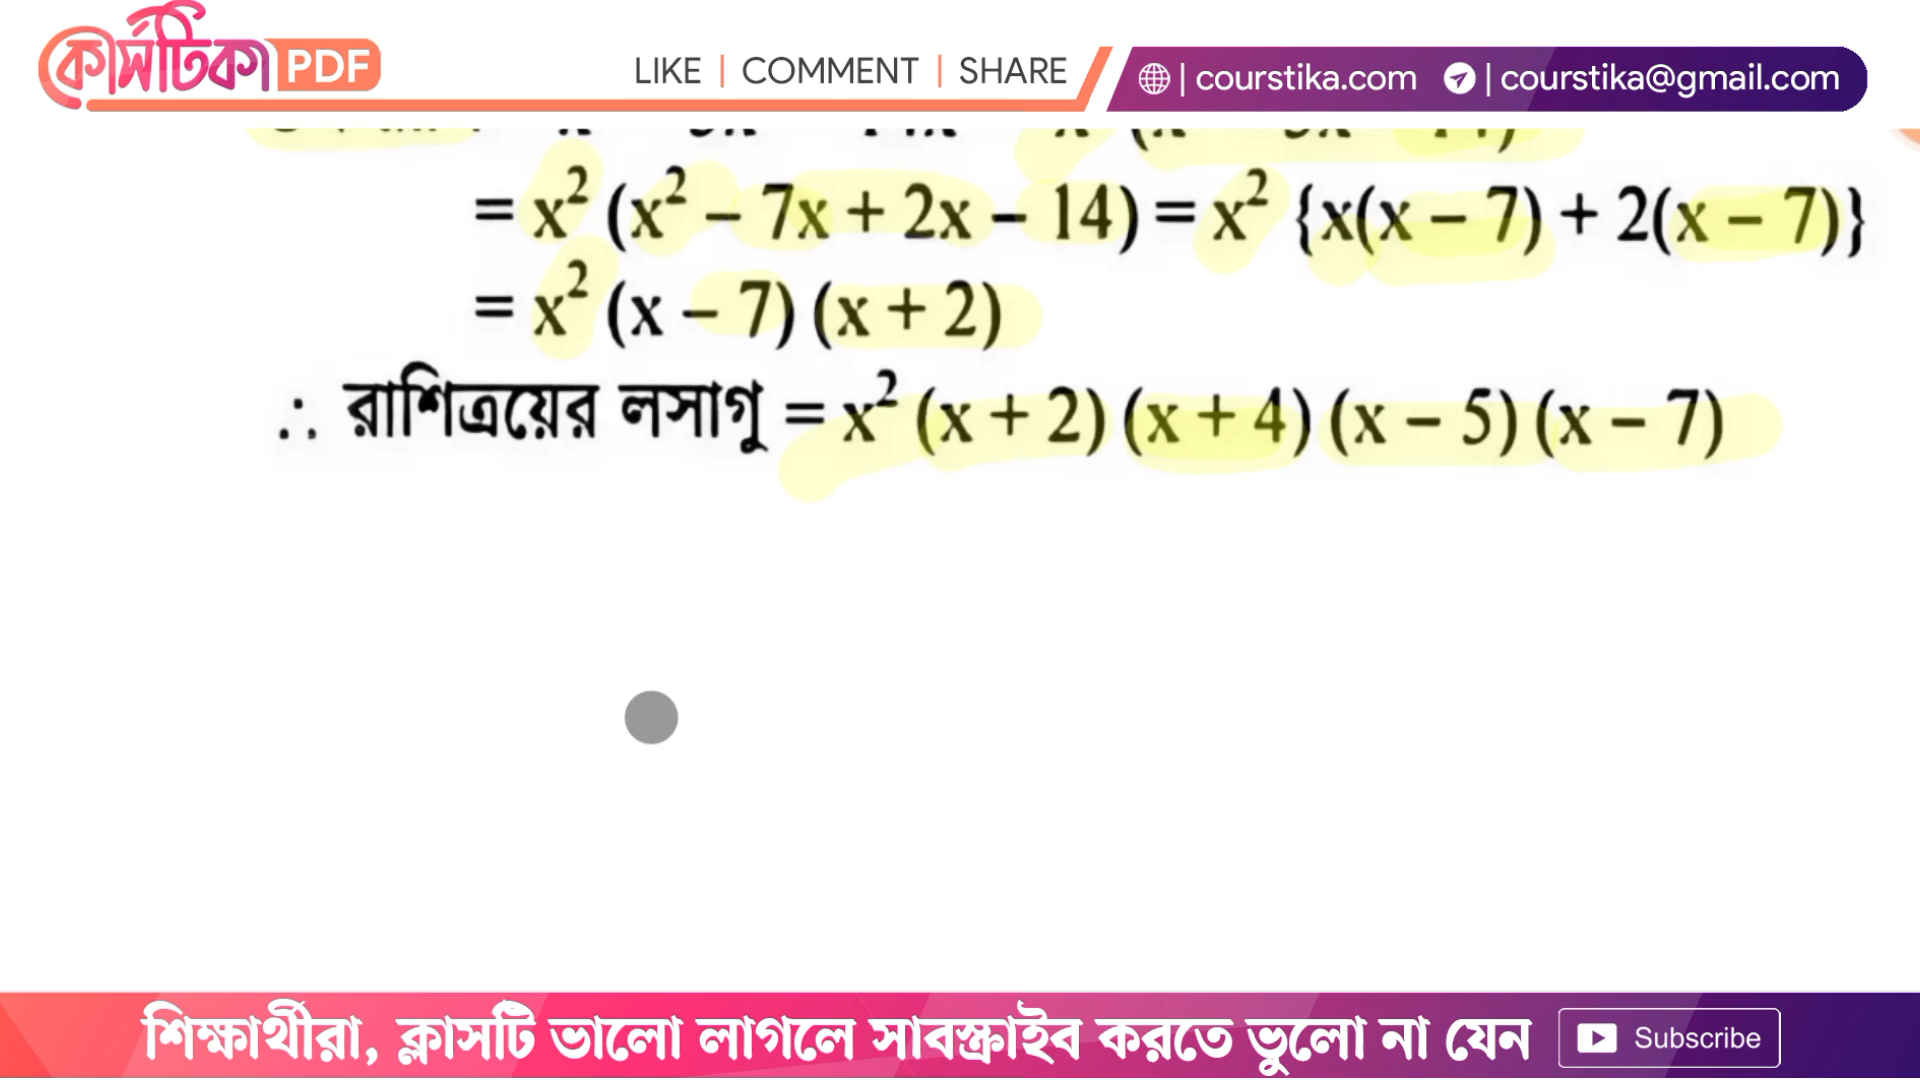 কোর্সটিকা PDF
LIKE | COMMENT | SHARE
| courstika.com | courstika@gmail.com
= x² (x² – 7x + 2x – 14) = x² {x(x – 7) + 2(x – 7)}
= x² (x – 7) (x + 2)
∴ রাশিত্রয়ের লসাগু = x² (x + 2) (x + 4) (x – 5) (x – 7)
শিক্ষার্থীরা, ক্লাসটি ভালো লাগলে সাবস্ক্রাইব করতে ভুলো না যেন
Subscribe